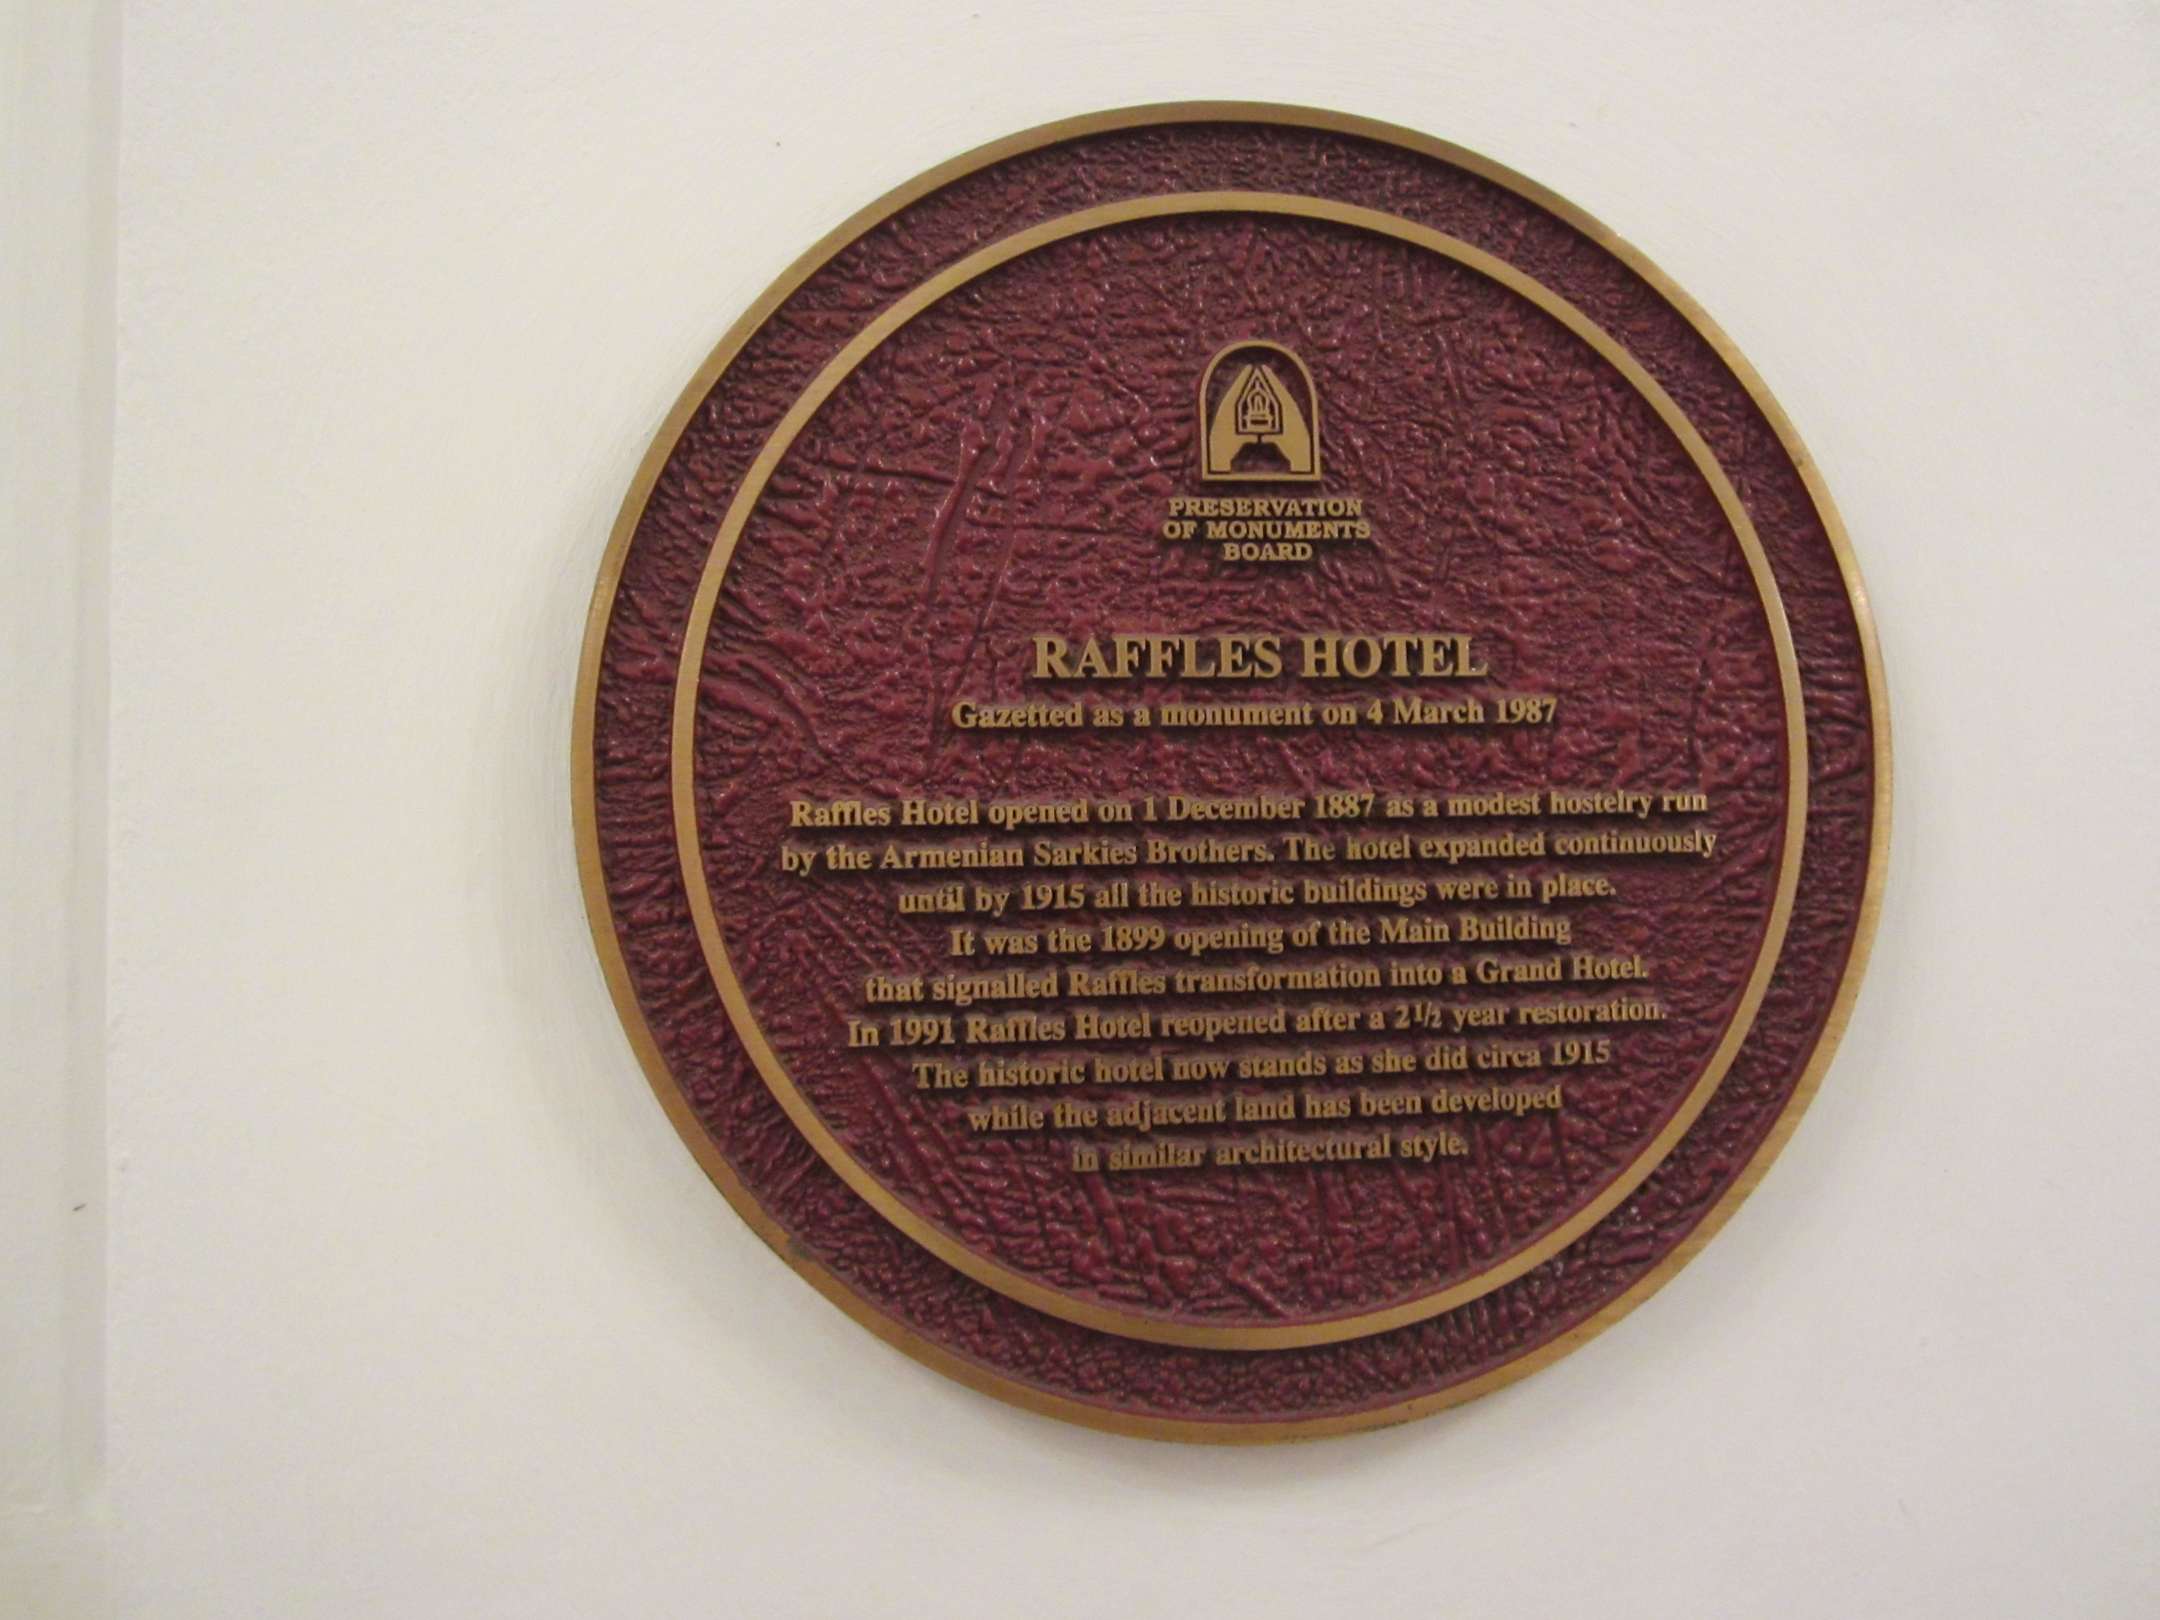 PRESERVATION
OF MONUMENTS
BOARD
RAFFLES HOTEL
Gazetted as a monument on 4 March 1987
Raffles Hotel opened on 1 December 1887 as a modest hostelry run
by the Armenian Sarkies Brothers. The hotel expanded continuously
until by 1915 all the historic buildings were in place.
It was the 1899 opening of the Main Building
that signalled Raffles transformation into a Grand Hotel.
In 1991 Raffles Hotel reopened after a 2 1/2 year restoration.
The historic hotel now stands as she did circa 1915
while the adjacent land has been developed
in similar architectural style.